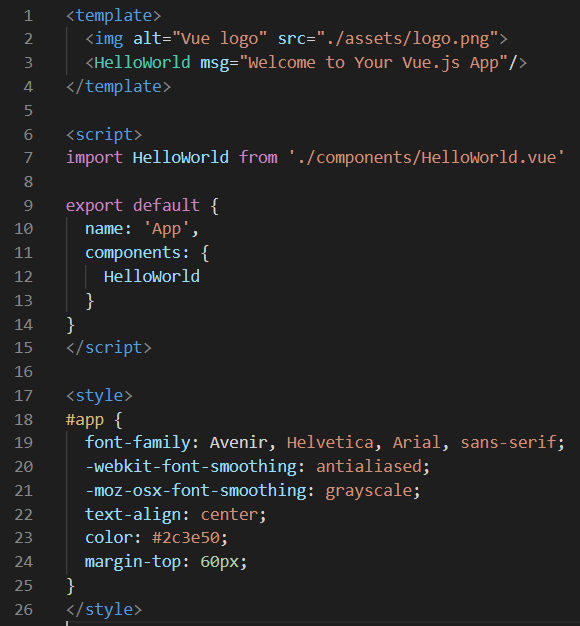 1 <template>
2   <img alt="Vue logo" src="./assets/logo.png">
3   <HelloWorld msg="Welcome to Your Vue.js App"/>
4 </template>
5
6 <script>
7 import HelloWorld from './components/HelloWorld.vue'
8
9 export default {
10   name: 'App',
11   components: {
12     HelloWorld
13   }
14 }
15 </script>
16
17 <style>
18 #app {
19   font-family: Avenir, Helvetica, Arial, sans-serif;
20   -webkit-font-smoothing: antialiased;
21   -moz-osx-font-smoothing: grayscale;
22   text-align: center;
23   color: #2c3e50;
24   margin-top: 60px;
25 }
26 </style>